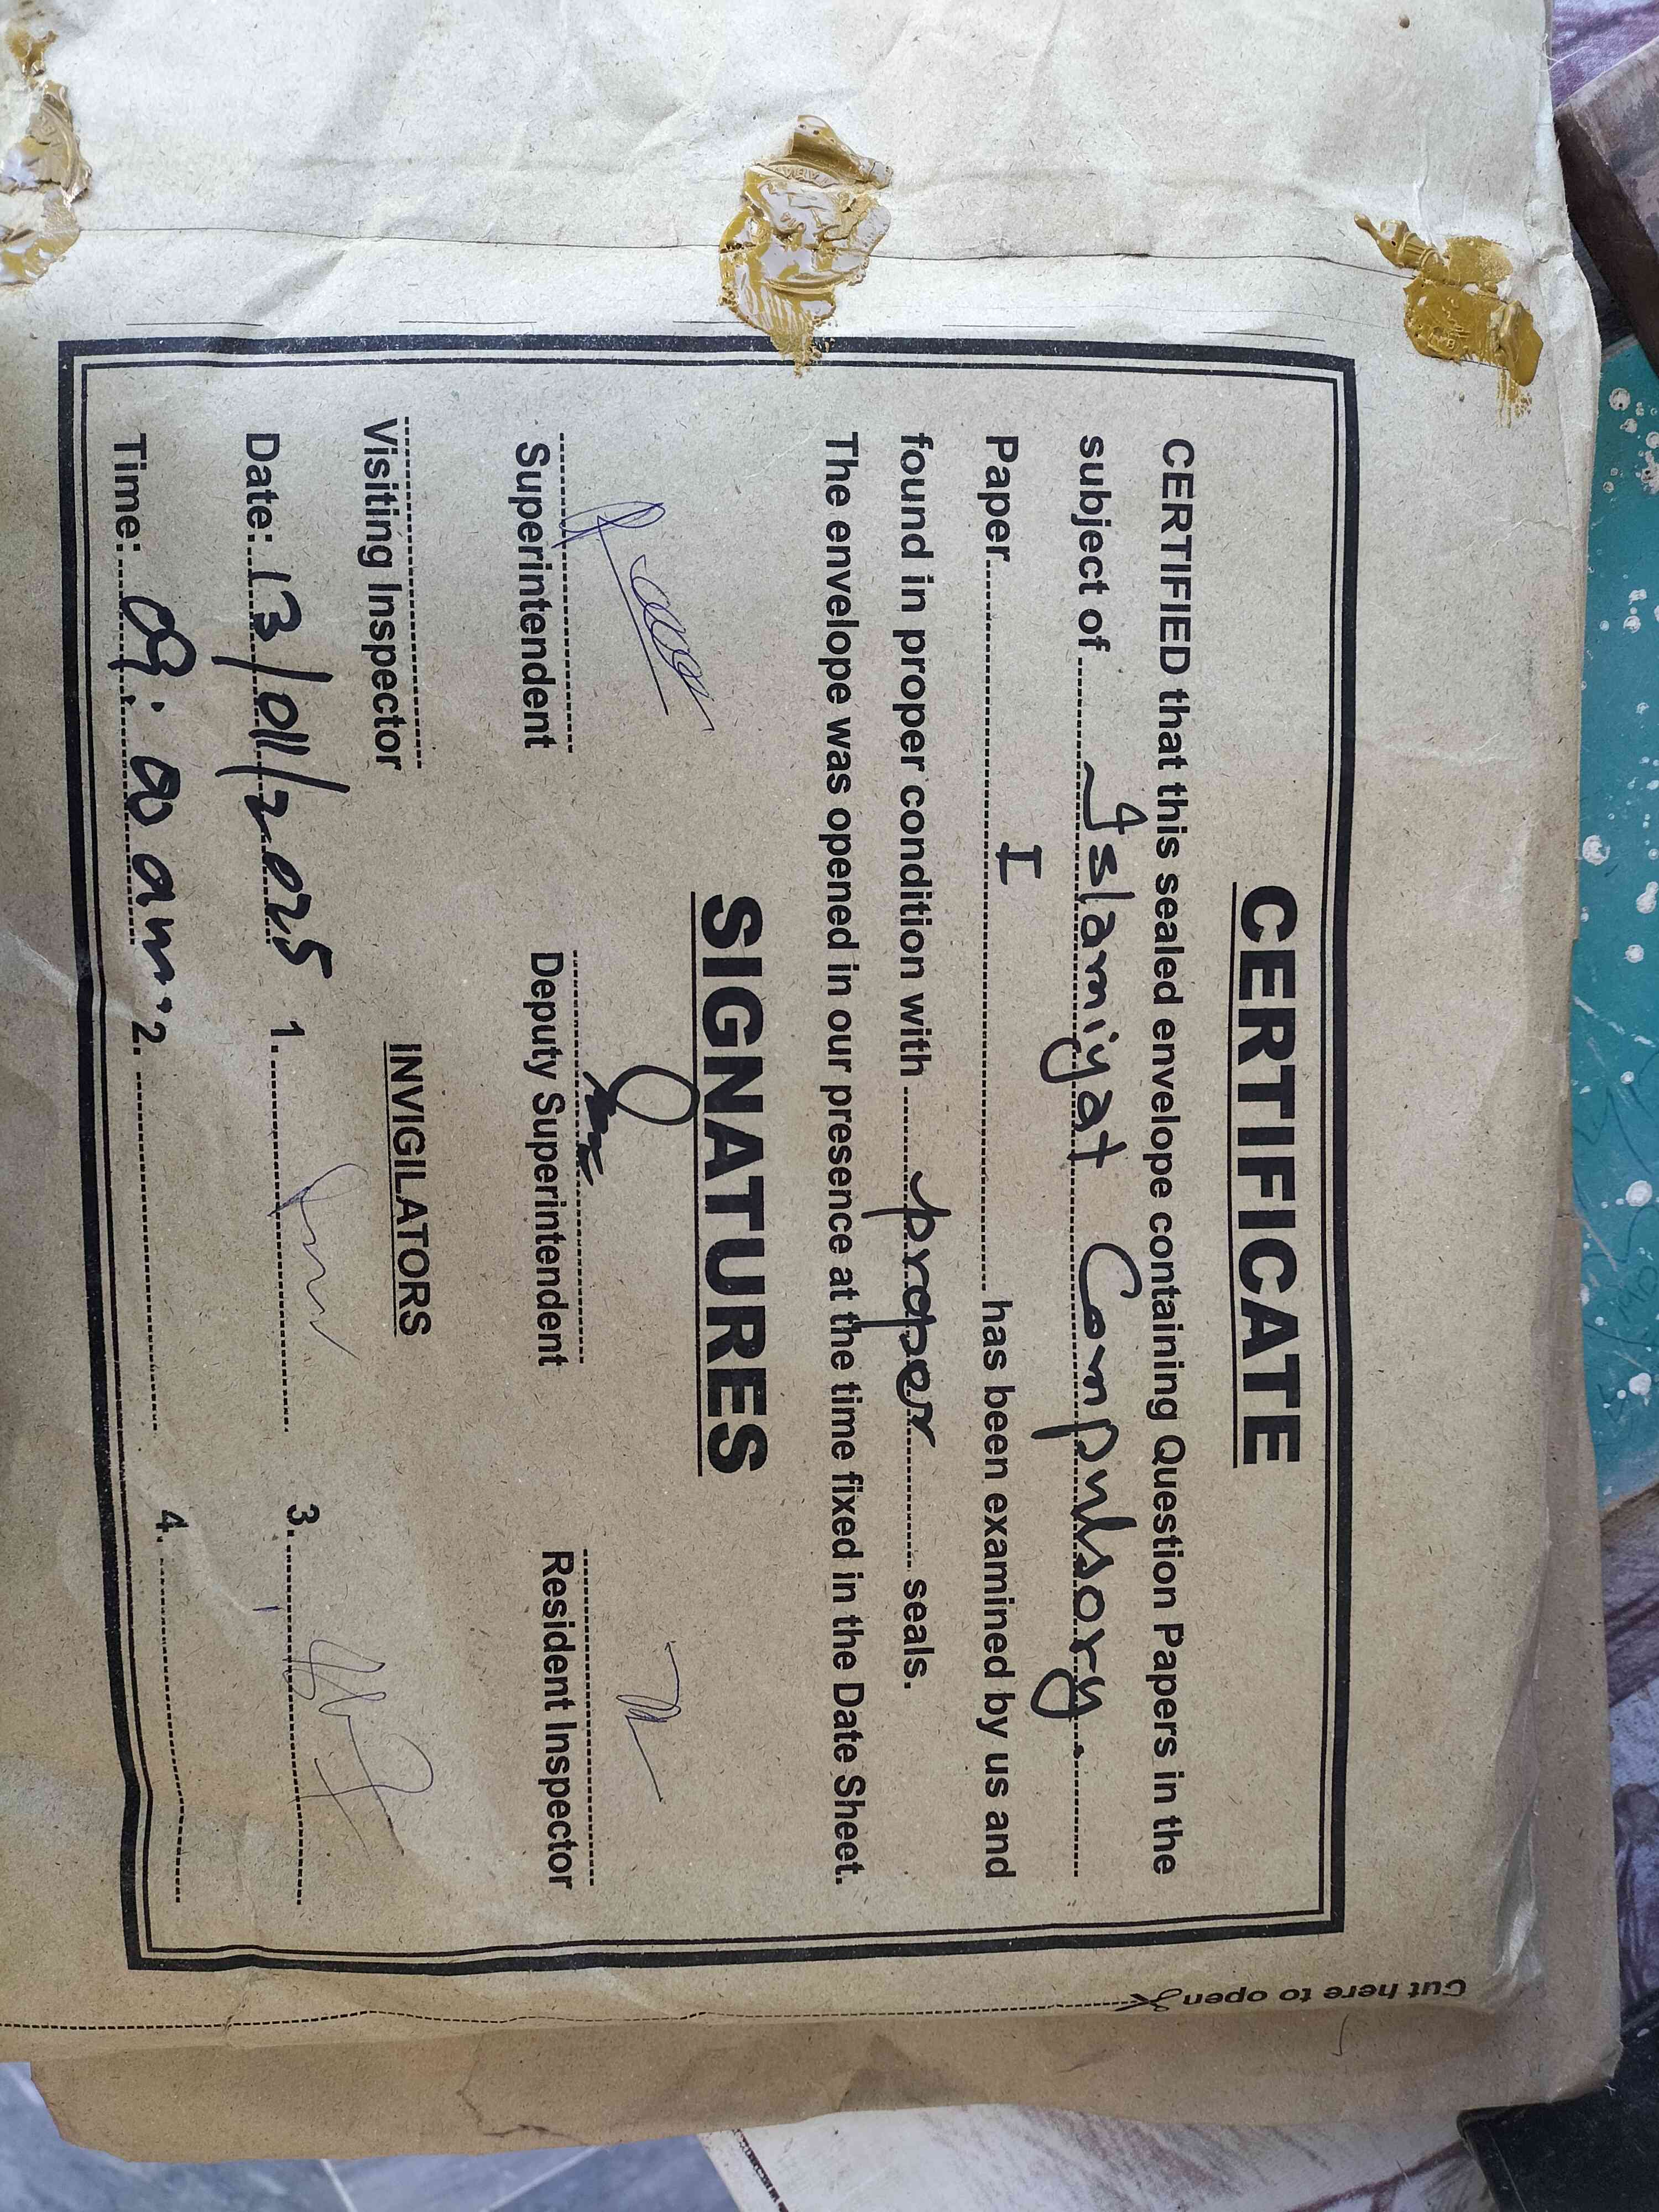 CERTIFICATE
CERTIFIED that this sealed envelope containing Question Papers in the
subject of Islamiyat Compulsory.
Paper I has been examined by us and
found in proper condition with proper seals.
The envelope was opened in our presence at the time fixed in the Date Sheet.
SIGNATURES
Superintendent Deputy Superintendent Resident Inspector
Visiting Inspector INVIGILATORS
Date: 13/011/2025 1. 3.
Time: 09:00 am. 2. 4.
Cut here to open